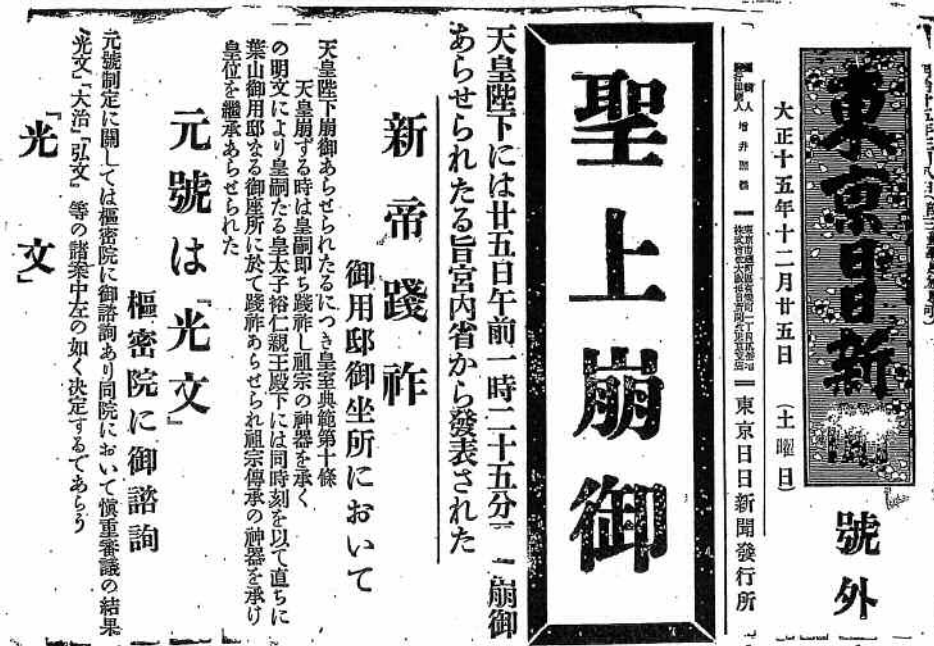 東京日日新聞
號外
大正十五年十二月廿五日 (土曜日)
東京日日新聞發行所
聖上崩御
天皇陛下には廿五日午前一時二十五分崩御
あらせられたる旨宮内省から發表された
新帝踐祚
御用邸御坐所において
天皇陛下崩御あらせられたるにつき皇室典範第十條
天皇崩ずる時は皇嗣即ち踐祚し祖宗の神器を承く
の明文により皇嗣たる皇太子裕仁親王殿下には同時刻を以て直ちに
葉山御用邸なる御座所に於て踐祚あらせられ祖宗傳承の神器を承け
皇位を繼承あらせられた
元號は『光文』
樞密院に御諮詢
元號制定に關しては樞密院に御諮詢あり同院において愼重審議の結果
『光文』『大治』『弘文』等の諸案中左の如く決定するであらう
『光文』